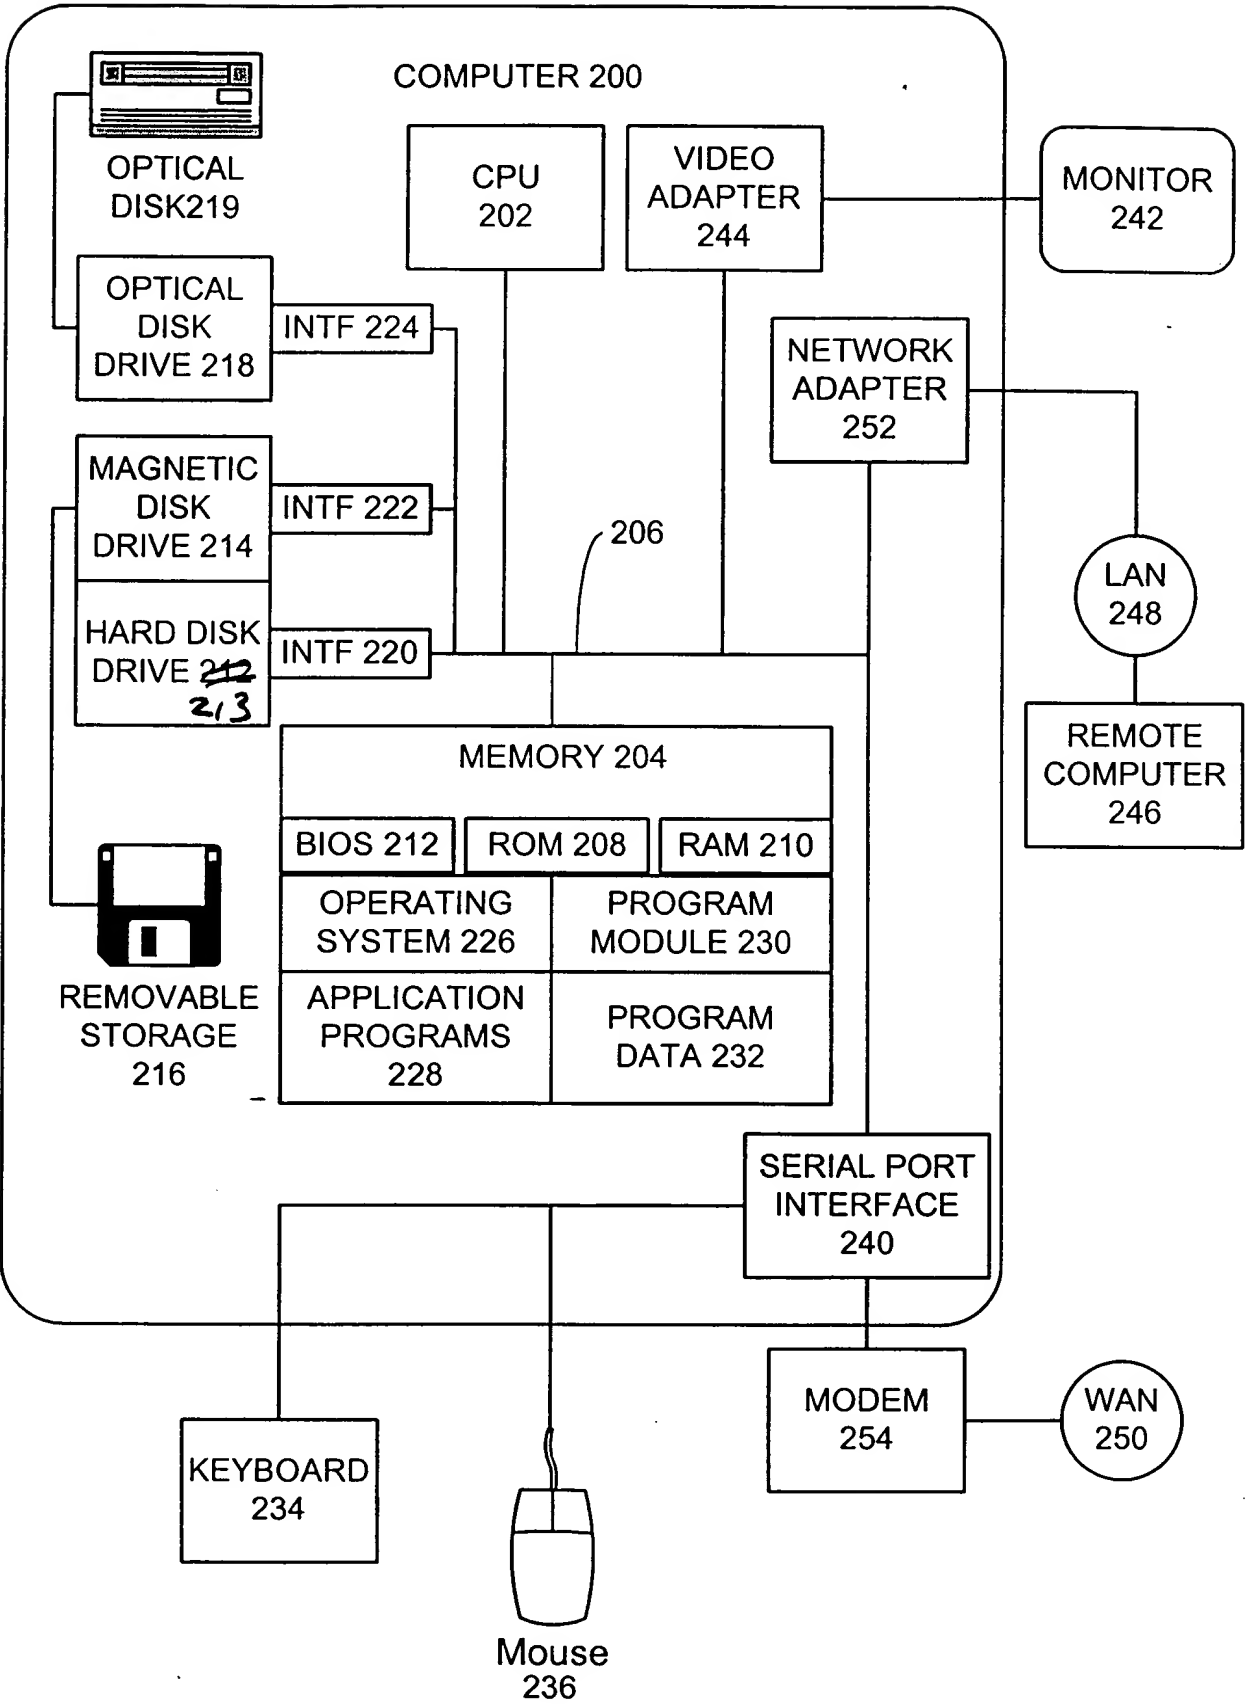 COMPUTER 200
OPTICAL
DISK219
CPU
202
VIDEO
ADAPTER
244
MONITOR
242
OPTICAL
DISK
DRIVE 218
INTF 224
NETWORK
ADAPTER
252
MAGNETIC
DISK
DRIVE 214
INTF 222
206
LAN
248
HARD DISK
DRIVE 212
213
INTF 220
REMOTE
COMPUTER
246
MEMORY 204
BIOS 212
ROM 208
RAM 210
OPERATING
SYSTEM 226
PROGRAM
MODULE 230
REMOVABLE
STORAGE
216
APPLICATION
PROGRAMS
228
PROGRAM
DATA 232
SERIAL PORT
INTERFACE
240
MODEM
254
WAN
250
KEYBOARD
234
Mouse
236